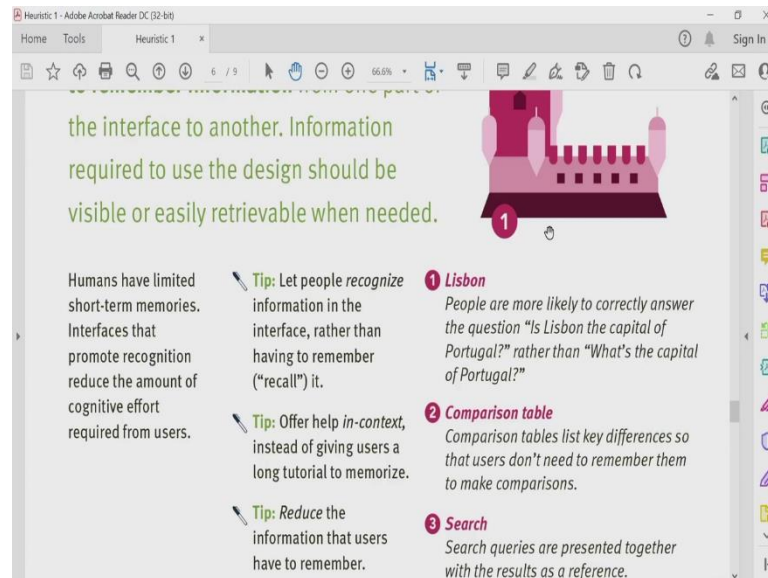 Heuristic 1 - Adobe Acrobat Reader DC (32-bit)
Home Tools Heuristic 1 x Sign In
6 / 9 66.6%
to remember information from one part of
the interface to another. Information
required to use the design should be
visible or easily retrievable when needed.
1
Humans have limited
short-term memories.
Interfaces that
promote recognition
reduce the amount of
cognitive effort
required from users.
Tip: Let people recognize
information in the
interface, rather than
having to remember
("recall") it.
Tip: Offer help in-context,
instead of giving users a
long tutorial to memorize.
Tip: Reduce the
information that users
have to remember.
1 Lisbon
People are more likely to correctly answer
the question "Is Lisbon the capital of
Portugal?" rather than "What's the capital
of Portugal?"
2 Comparison table
Comparison tables list key differences so
that users don't need to remember them
to make comparisons.
3 Search
Search queries are presented together
with the results as a reference.